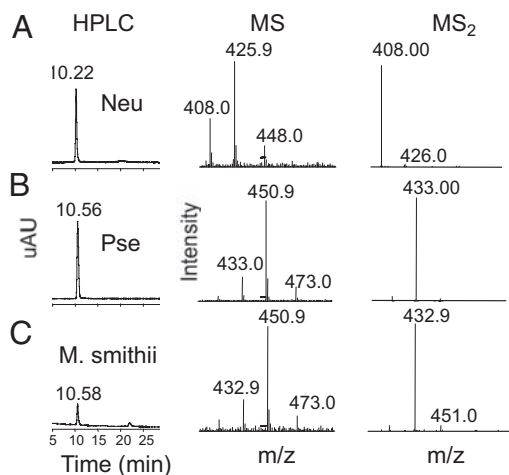 HPLC MS MS2
A
10.22
Neu
425.9
408.0
448.0
408.00
426.0
B
10.56
Pse
450.9
433.0
473.0
433.00
uAU
Intensity
C
M. smithii
10.58
450.9
432.9
473.0
432.9
451.0
5 10 15 20 25
Time (min) m/z m/z